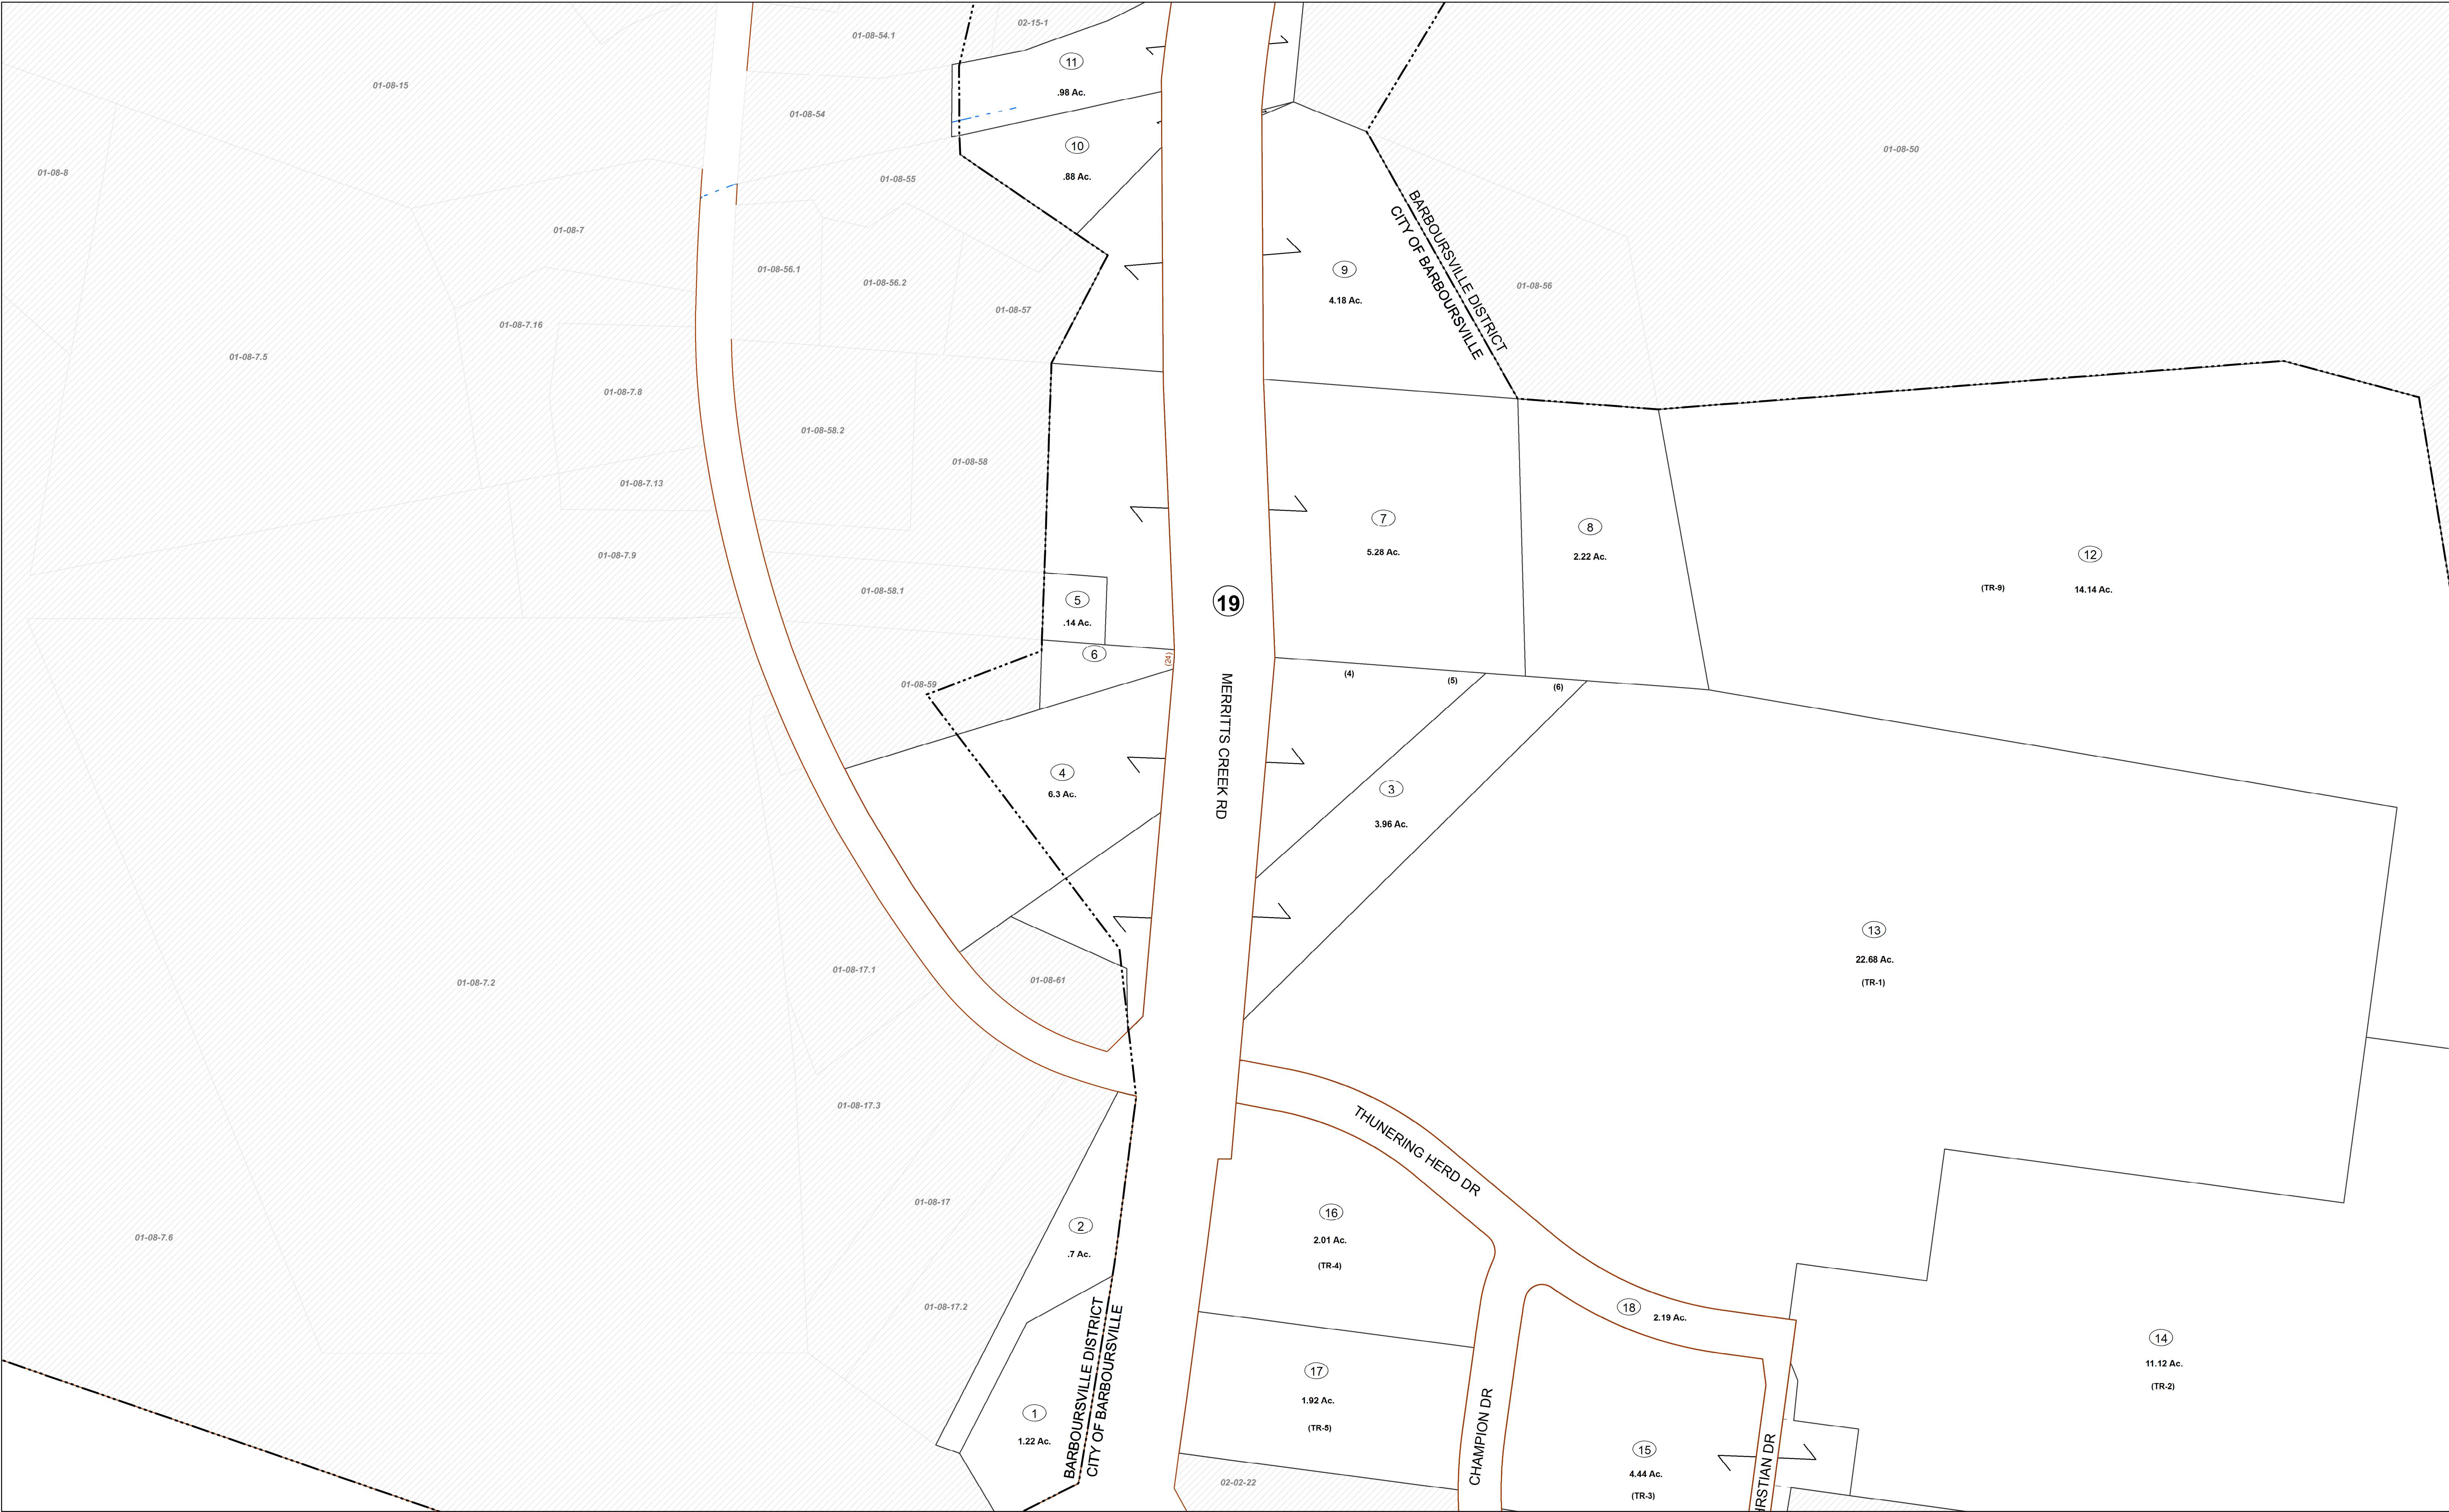 02-15-1
01-08-54.1
11
.98 Ac.
01-08-15
01-08-54
10
.88 Ac.
01-08-50
01-08-8
01-08-55
01-08-7
BARBOURSVILLE DISTRICT
CITY OF BARBOURSVILLE
01-08-56.1
01-08-56.2
9
4.18 Ac.
01-08-56
01-08-57
01-08-7.16
01-08-7.5
01-08-7.8
01-08-58.2
01-08-58
01-08-7.13
7
5.28 Ac.
8
2.22 Ac.
12
(TR-9)
14.14 Ac.
01-08-7.9
01-08-58.1
5
.14 Ac.
19
6
(24)
01-08-59
MERRITTS CREEK RD
(4)
(5)
(6)
4
6.3 Ac.
3
3.96 Ac.
13
22.68 Ac.
(TR-1)
01-08-7.2
01-08-17.1
01-08-61
01-08-17.3
THUNERING HERD DR
01-08-17
2
.7 Ac.
16
2.01 Ac.
(TR-4)
01-08-7.6
01-08-17.2
18
2.19 Ac.
BARBOURSVILLE DISTRICT
CITY OF BARBOURSVILLE
14
11.12 Ac.
(TR-2)
17
1.92 Ac.
(TR-5)
1
1.22 Ac.
CHAMPION DR
15
4.44 Ac.
(TR-3)
HRSTIAN DR
02-02-22